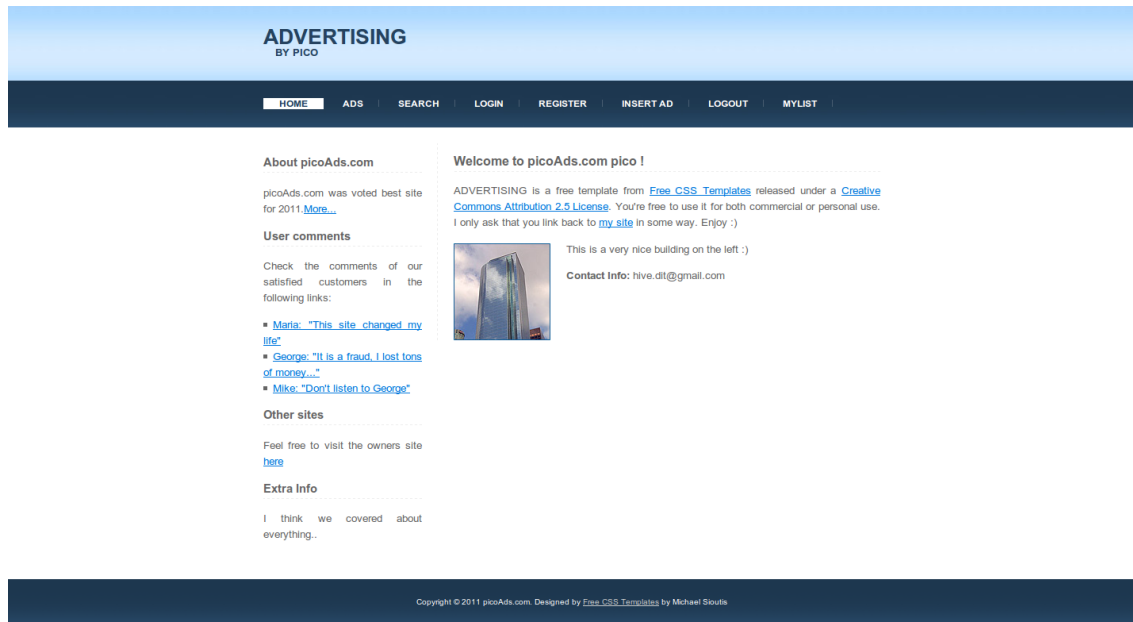 ADVERTISING
BY PICO
HOME ADS SEARCH LOGIN REGISTER INSERT AD LOGOUT MYLIST
About picoAds.com
picoAds.com was voted best site
for 2011.More...
User comments
Check the comments of our
satisfied customers in the
following links:
Maria: "This site changed my
life"
George: "It is a fraud, I lost tons
of money..."
Mike: "Don't listen to George"
Other sites
Feel free to visit the owners site
here
Extra Info
I think we covered about
everything..
Welcome to picoAds.com pico !
ADVERTISING is a free template from Free CSS Templates released under a Creative
Commons Attribution 2.5 License. You're free to use it for both commercial or personal use.
I only ask that you link back to my site in some way. Enjoy :)
This is a very nice building on the left :)
Contact Info: hive.dit@gmail.com
Copyright © 2011 picoAds.com. Designed by Free CSS Templates by Michael Sioutis